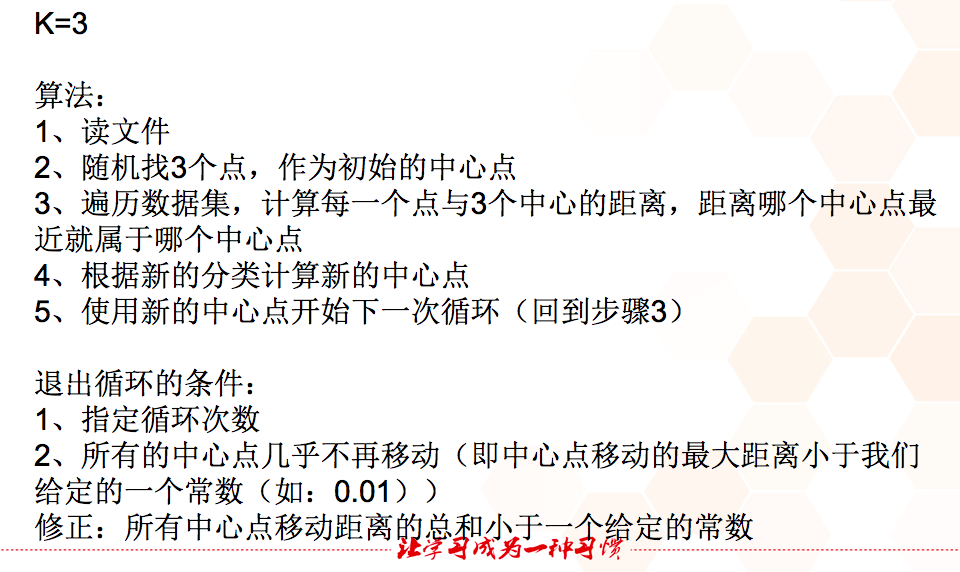 K=3
算法：
1、读文件
2、随机找3个点，作为初始的中心点
3、遍历数据集，计算每一个点与3个中心的距离，距离哪个中心点最
近就属于哪个中心点
4、根据新的分类计算新的中心点
5、使用新的中心点开始下一次循环（回到步骤3）
退出循环的条件：
1、指定循环次数
2、所有的中心点几乎不再移动（即中心点移动的最大距离小于我们
给定的一个常数（如：0.01））
修正：所有中心点移动距离的总和小于一个给定的常数
让学习成为一种习惯